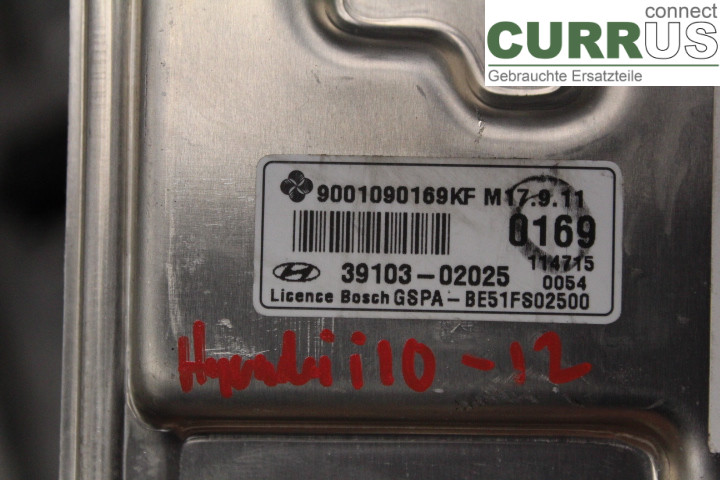 connect
CURRUS
Gebrauchte Ersatzteile
9001090169KF M17.9.11
0169
114715
39103-02025
0054
Licence Bosch GSPA-BE51FS02500
Hyundai i10 -12